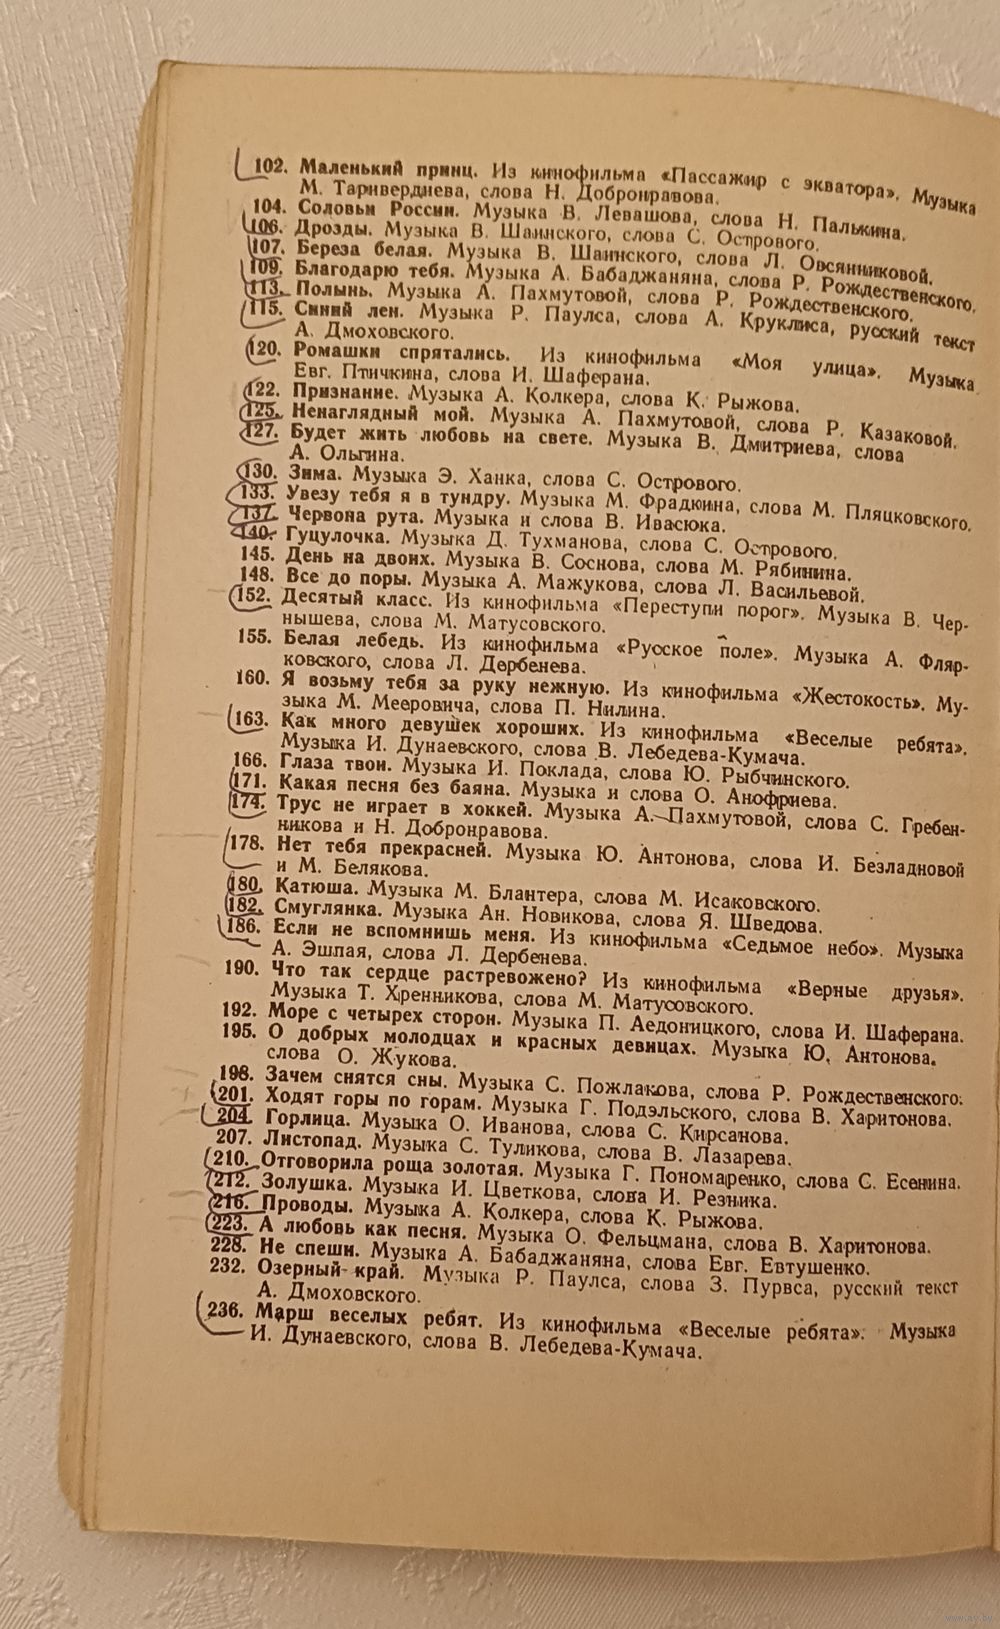 102. Маленький принц. Из кинофильма «Пассажир с экватора». Музыка
М. Таривердиева, слова Н. Добронравова.
104. Соловьи России. Музыка В. Левашова, слова Н. Палькина.
106. Дрозды. Музыка В. Шаинского, слова С. Острового.
107. Береза белая. Музыка В. Шаинского, слова Л. Овсянниковой.
109. Благодарю тебя. Музыка А. Бабаджаняна, слова Р. Рождественского.
113. Полынь. Музыка А. Пахмутовой, слова Р. Рождественского.
115. Синий лен. Музыка Р. Паулса, слова А. Круклиса, русский текст
А. Дмоховского.
120. Ромашки спрятались. Из кинофильма «Моя улица». Музыка
Евг. Птичкина, слова И. Шаферана.
122. Признание. Музыка А. Колкера, слова К. Рыжова.
125. Ненаглядный мой. Музыка А. Пахмутовой, слова Р. Казаковой.
127. Будет жить любовь на свете. Музыка В. Дмитриева, слова
А. Ольгина.
130. Зима. Музыка Э. Ханка, слова С. Острового.
133. Увезу тебя я в тундру. Музыка М. Фрадкина, слова М. Пляцковского.
137. Червона рута. Музыка и слова В. Ивасюка.
140. Гуцулочка. Музыка Д. Тухманова, слова С. Острового.
145. День на двоих. Музыка В. Соснова, слова М. Рябинина.
148. Все до поры. Музыка А. Мажукова, слова Л. Васильевой.
152. Десятый класс. Из кинофильма «Переступи порог». Музыка В. Чер-
нышева, слова М. Матусовского.
155. Белая лебедь. Из кинофильма «Русское поле». Музыка А. Фляр-
ковского, слова Л. Дербенева.
160. Я возьму тебя за руку нежную. Из кинофильма «Жестокость». Му-
зыка М. Мееровича, слова П. Нилина.
163. Как много девушек хороших. Из кинофильма «Веселые ребята».
Музыка И. Дунаевского, слова В. Лебедева-Кумача.
166. Глаза твои. Музыка И. Поклада, слова Ю. Рыбчинского.
171. Какая песня без баяна. Музыка и слова О. Анофриева.
174. Трус не играет в хоккей. Музыка А. Пахмутовой, слова С. Гребен-
никова и Н. Добронравова.
178. Нет тебя прекрасней. Музыка Ю. Антонова, слова И. Безладновой
и М. Белякова.
180. Катюша. Музыка М. Блантера, слова М. Исаковского.
182. Смуглянка. Музыка Ан. Новикова, слова Я. Шведова.
186. Если не вспомнишь меня. Из кинофильма «Седьмое небо». Музыка
А. Эшпая, слова Л. Дербенева.
190. Что так сердце растревожено? Из кинофильма «Верные друзья».
Музыка Т. Хренникова, слова М. Матусовского.
192. Море с четырех сторон. Музыка П. Аедоницкого, слова И. Шаферана.
195. О добрых молодцах и красных девицах. Музыка Ю. Антонова.
слова О. Жукова.
198. Зачем снятся сны. Музыка С. Пожлакова, слова Р. Рождественского.
201. Ходят горы по горам. Музыка Г. Подэльского, слова В. Харитонова.
204. Горлица. Музыка О. Иванова, слова С. Кирсанова.
207. Листопад. Музыка С. Туликова, слова В. Лазарева.
210. Отговорила роща золотая. Музыка Г. Пономаренко, слова С. Есенина.
212. Золушка. Музыка И. Цветкова, слова И. Резника.
216. Проводы. Музыка А. Колкера, слова К. Рыжова.
223. А любовь как песня. Музыка О. Фельцмана, слова В. Харитонова.
228. Не спеши. Музыка А. Бабаджаняна, слова Евг. Евтушенко.
232. Озерный край. Музыка Р. Паулса, слова З. Пурвса, русский текст
А. Дмоховского.
236. Марш веселых ребят. Из кинофильма «Веселые ребята». Музыка
И. Дунаевского, слова В. Лебедева-Кумача.
www.ay.by